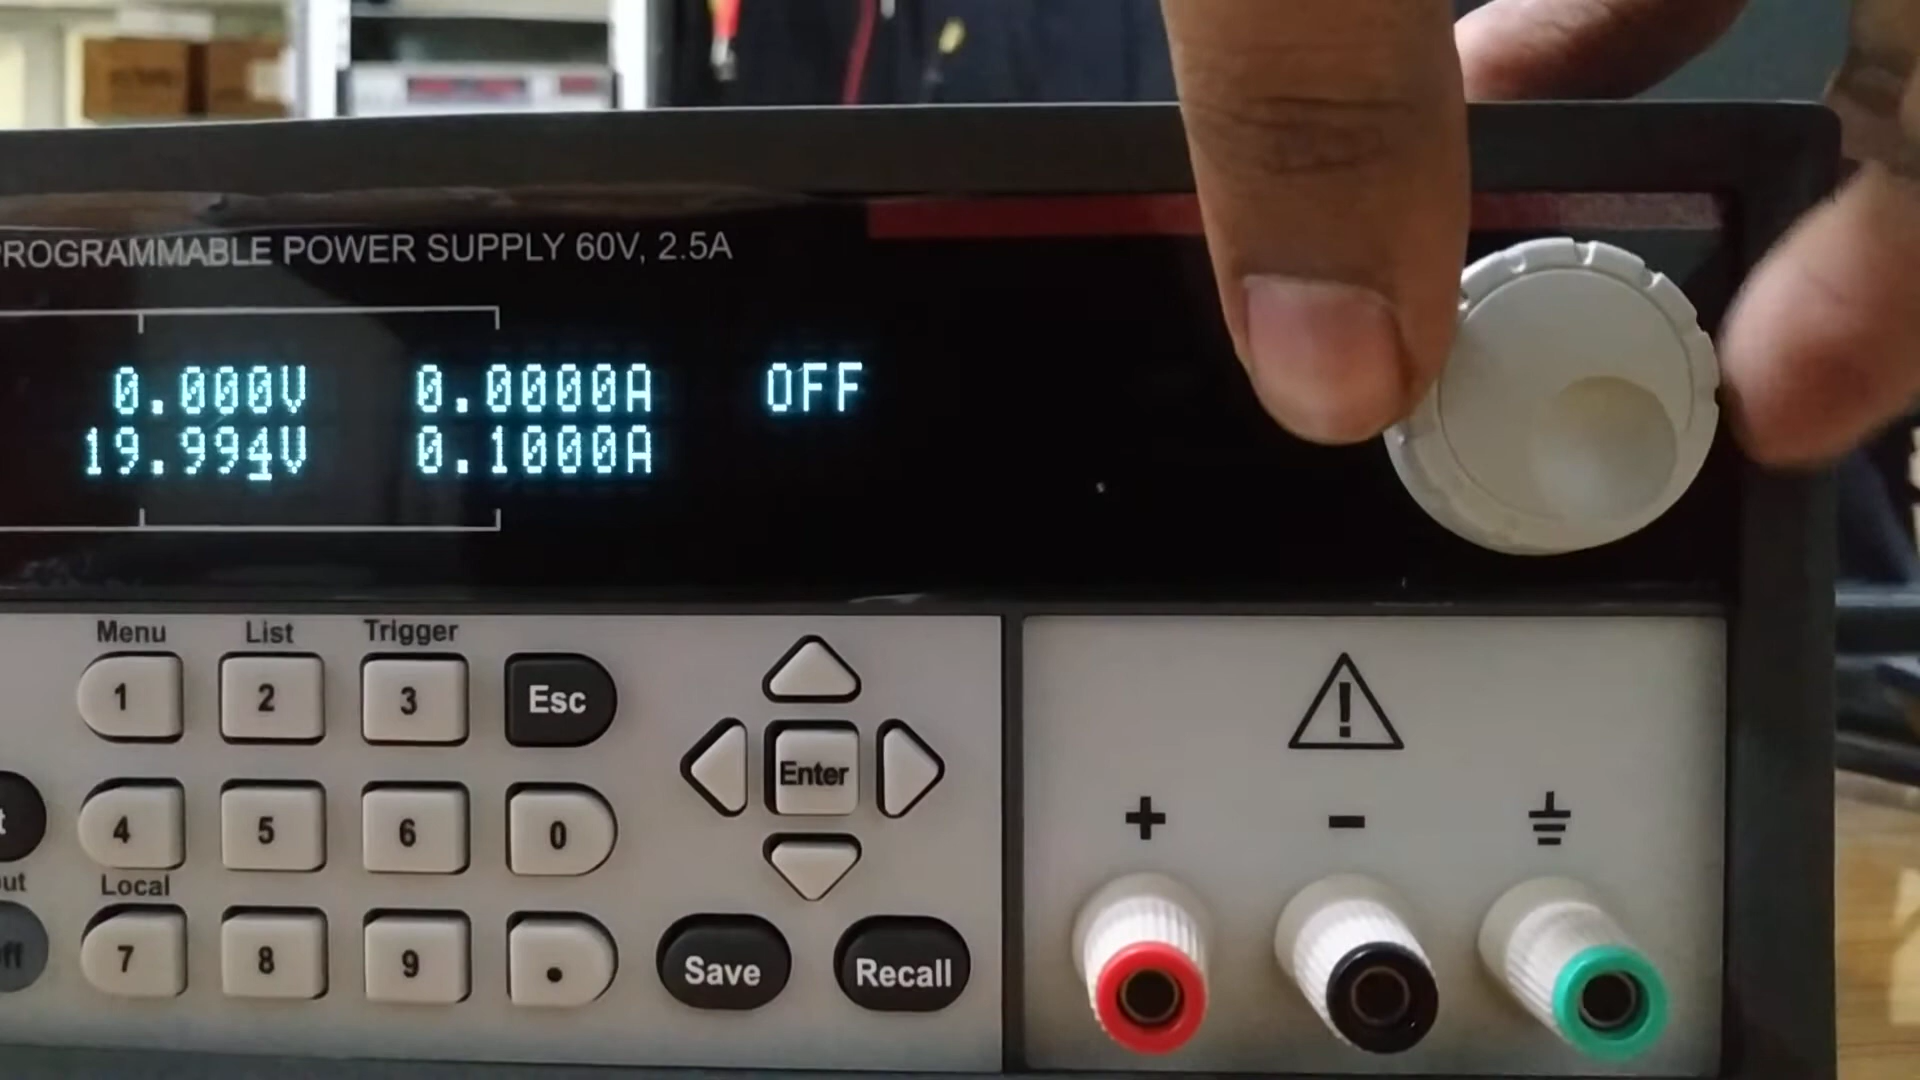 PROGRAMMABLE POWER SUPPLY 60V, 2.5A
0.000V 0.0000A OFF
19.994V 0.1000A
Menu List Trigger
1 2 3 Esc
Enter
4 5 6 0
+ -
Local
7 8 9 .
Save Recall